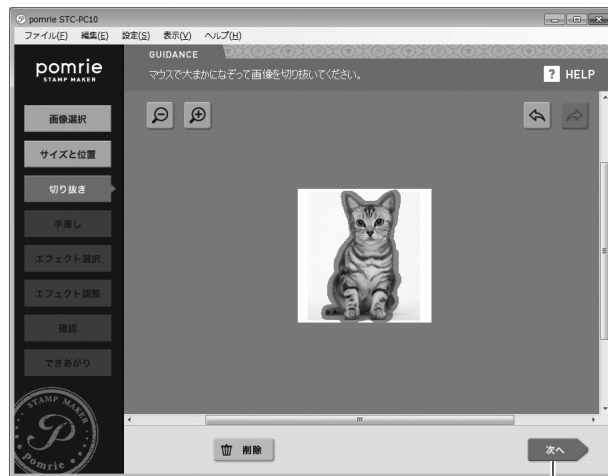 pomrie STC-PC10
ファイル(F) 編集(E) 設定(S) 表示(V) ヘルプ(H)
GUIDANCE
マウスで大まかになぞって画像を切り抜いてください。
? HELP
pomrie
STAMP MAKER
画像選択
サイズと位置
切り抜き
手直し
エフェクト選択
エフェクト調整
確認
できあがり
STAMP MAKER
P
pomrie
削除
次へ